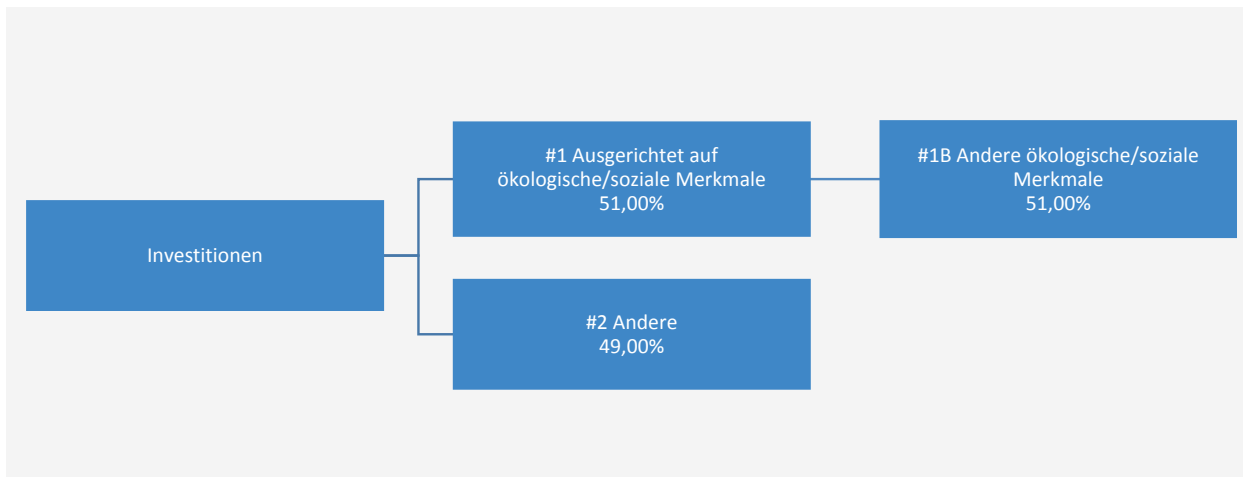 #1 Ausgerichtet auf
ökologische/soziale Merkmale
51,00%
#1B Andere ökologische/soziale
Merkmale
51,00%
Investitionen
#2 Andere
49,00%